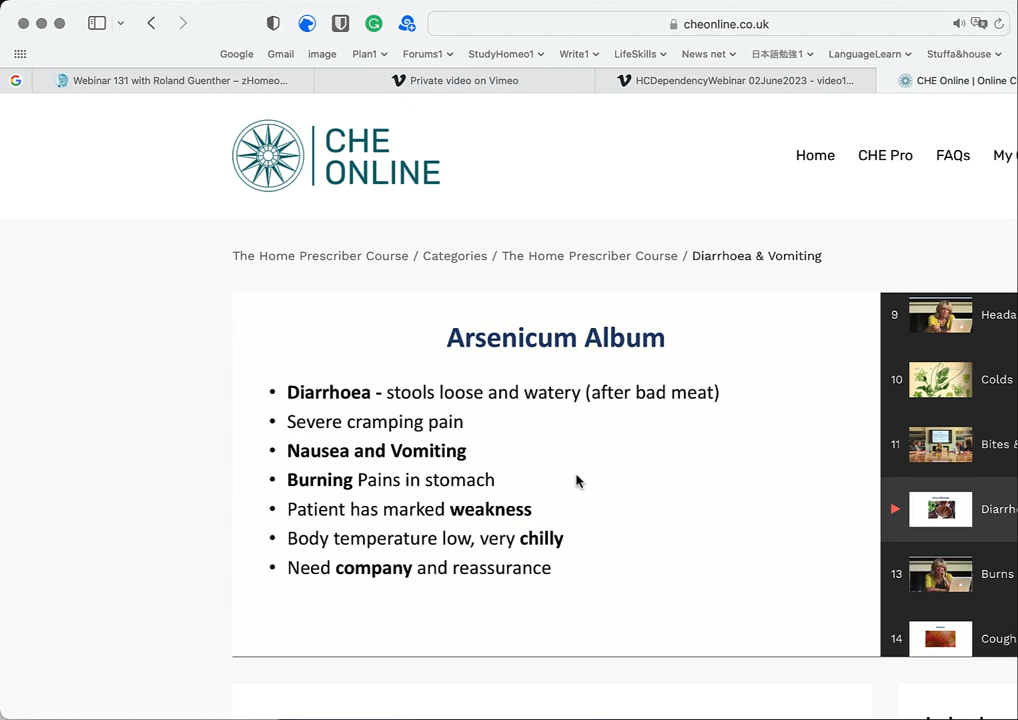 cheonline.co.uk
Google Gmail image Plan1 Forums1 StudyHomeo1 Write1 LifeSkills News net 日本語勉強1 LanguageLearn Stuffa&house
G Webinar 131 with Roland Guenther – zHomeo... Private video on Vimeo HCDependencyWebinar 02June2023 - video1... CHE Online | Online C
CHE
ONLINE
Home CHE Pro FAQs My
The Home Prescriber Course / Categories / The Home Prescriber Course / Diarrhoea & Vomiting
Arsenicum Album
• Diarrhoea - stools loose and watery (after bad meat)
• Severe cramping pain
• Nausea and Vomiting
• Burning Pains in stomach
• Patient has marked weakness
• Body temperature low, very chilly
• Need company and reassurance
9 Heada
10 Colds
11 Bites &
Diarrh
13 Burns
14 Cough